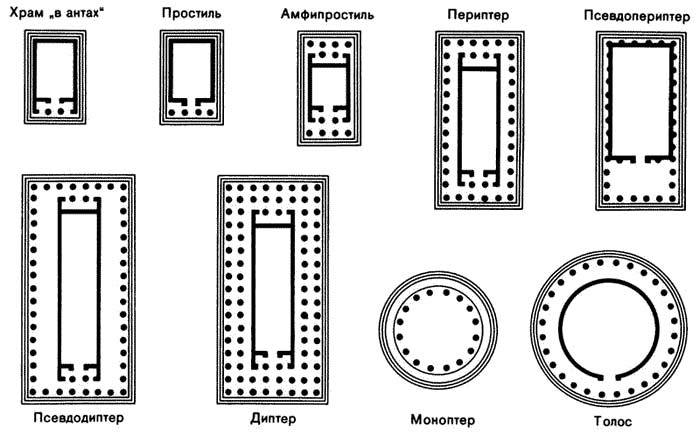 Храм „в антах“
Простиль
Амфипростиль
Периптер
Псевдопериптер
Псевдодиптер
Диптер
Моноптер
Толос